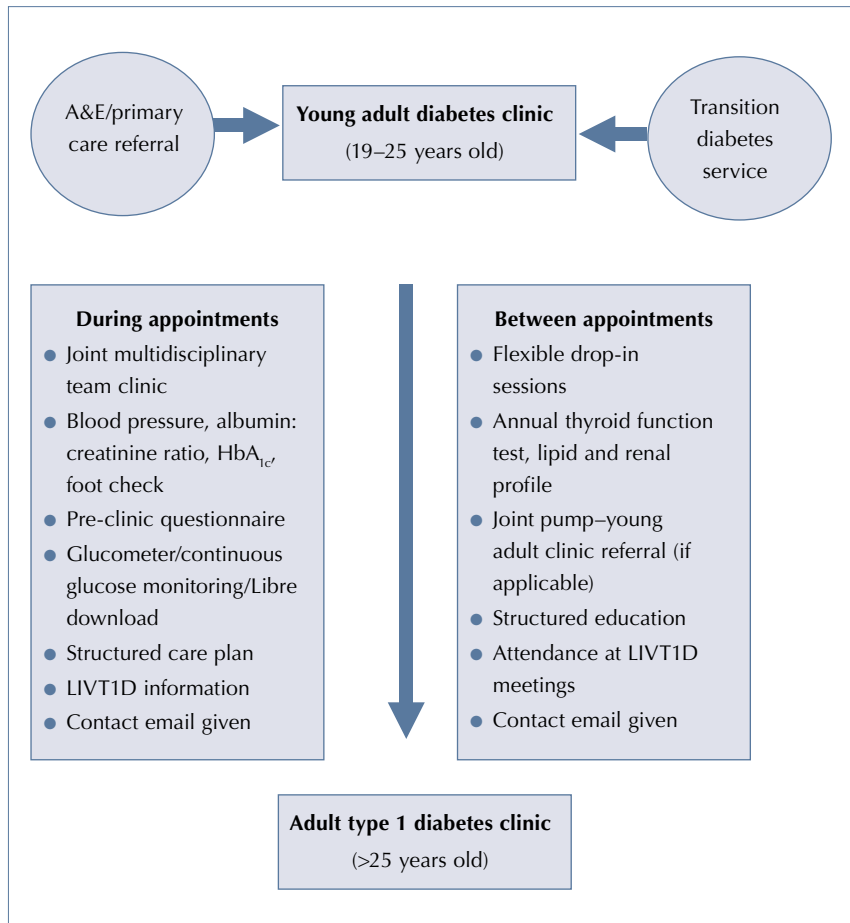 A&E/primary
care referral
Young adult diabetes clinic
(19–25 years old)
Transition
diabetes
service
During appointments
● Joint multidisciplinary
team clinic
● Blood pressure, albumin:
creatinine ratio, HbA1c,
foot check
● Pre-clinic questionnaire
● Glucometer/continuous
glucose monitoring/Libre
download
● Structured care plan
● LIVT1D information
● Contact email given
Between appointments
● Flexible drop-in
sessions
● Annual thyroid function
test, lipid and renal
profile
● Joint pump–young
adult clinic referral (if
applicable)
● Structured education
● Attendance at LIVT1D
meetings
● Contact email given
Adult type 1 diabetes clinic
(>25 years old)